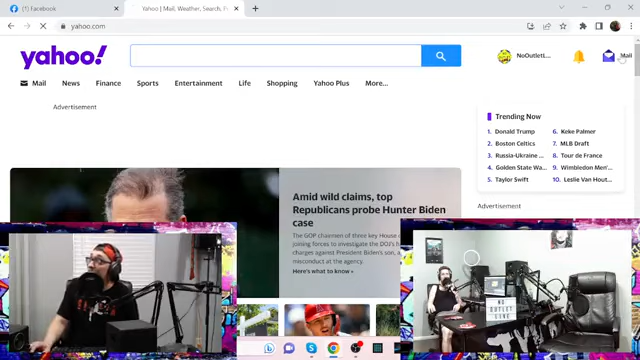 (1) Facebook
Yahoo | Mail, Weather, Search, P
yahoo.com
yahoo!
NoOutletL...
Mail
Mail News Finance Sports Entertainment Life Shopping Yahoo Plus More...
Advertisement
Trending Now
1. Donald Trump
2. Boston Celtics
3. Russia-Ukraine ...
4. Golden State Wa...
5. Taylor Swift
6. Keke Palmer
7. MLB Draft
8. Tour de France
9. Wimbledon Men'...
10. Leslie Van Hout...
Advertisement
Amid wild claims, top
Republicans probe Hunter Biden
case
The GOP chairmen of three key House c
joining forces to investigate the DOJ's h
charges against President Biden's son, a
misconduct at the agency.
Here's what to know »
NO
OUTLET
LIVE